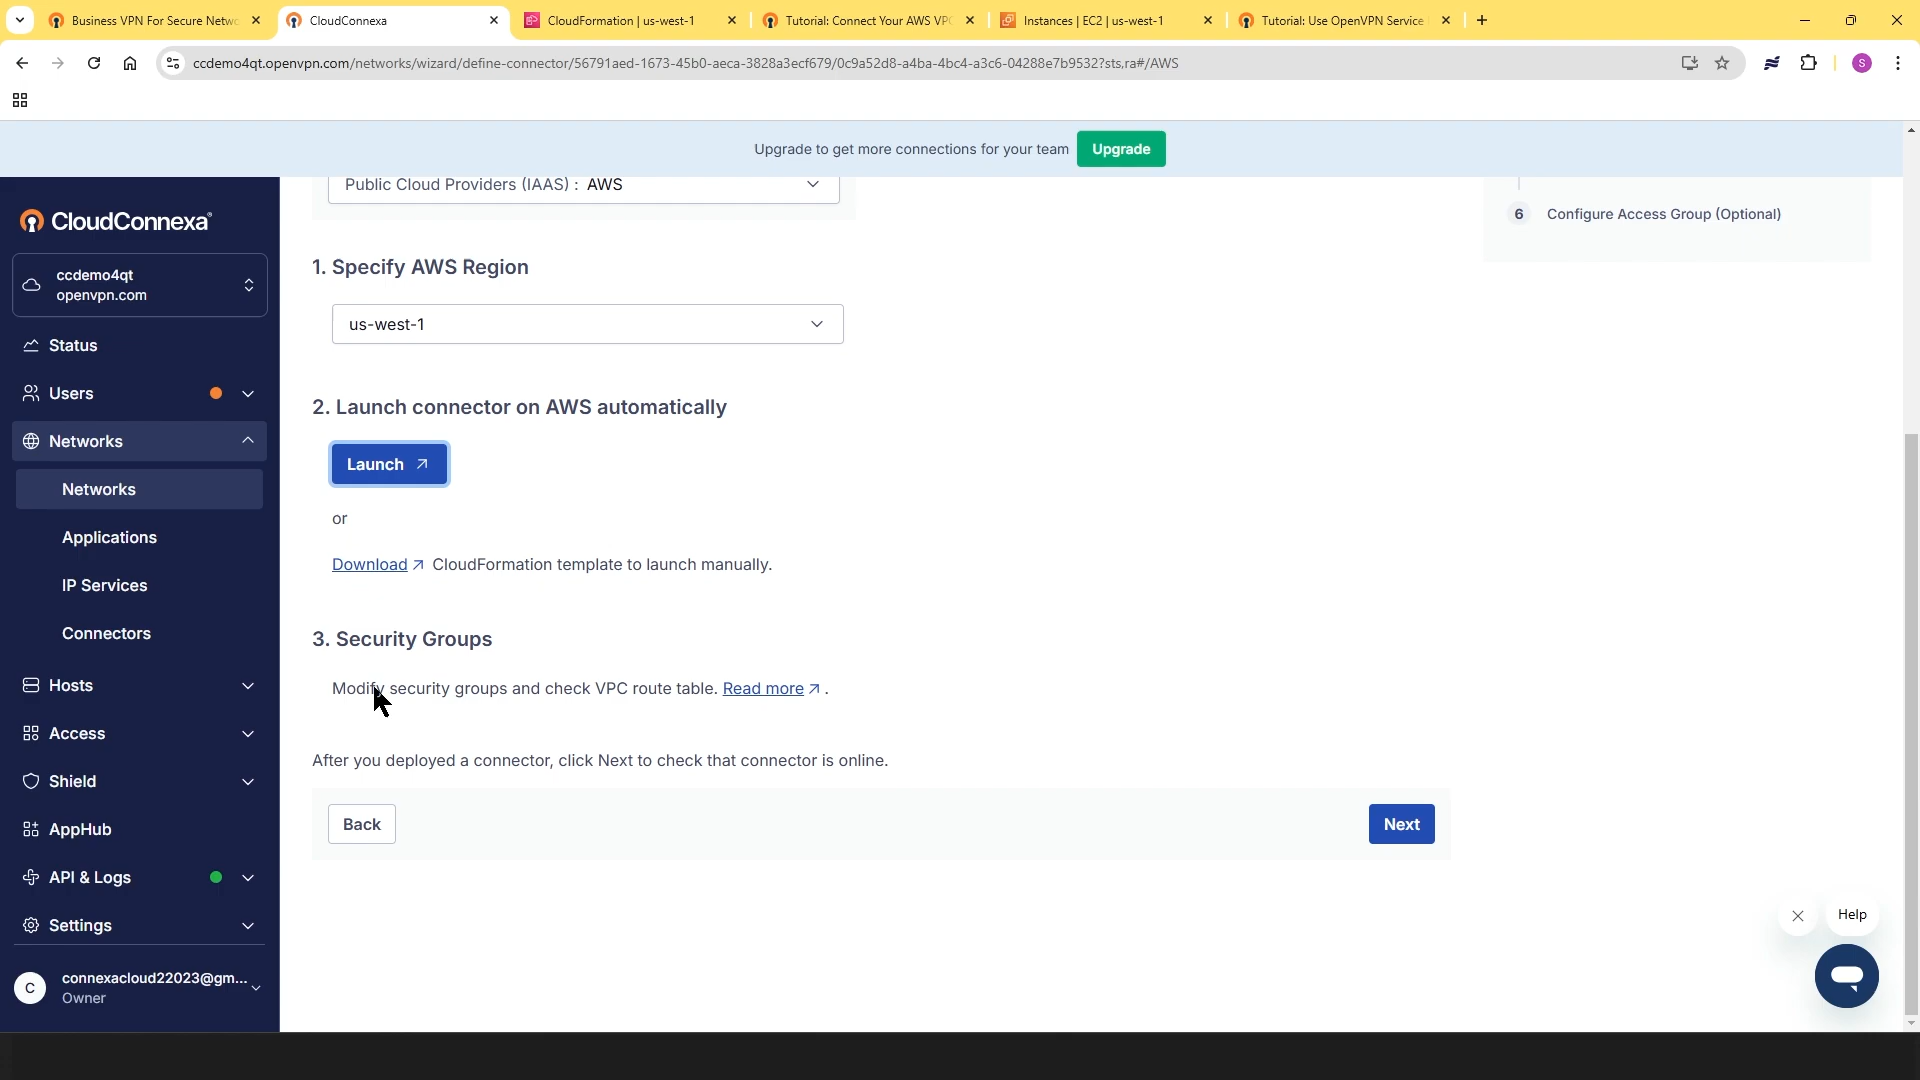 Business VPN For Secure Netwo
CloudConnexa
CloudFormation | us-west-1
Tutorial: Connect Your AWS VPC
Instances | EC2 | us-west-1
Tutorial: Use OpenVPN Service
ccdemo4qt.openvpn.com/networks/wizard/define-connector/56791aed-1673-45b0-aeca-3828a3ecf679/0c9a52d8-a4ba-4bc4-a3c6-04288e7b9532?sts,ra#/AWS
S
Upgrade to get more connections for your team
Upgrade
CloudConnexa®
ccdemo4qt
openvpn.com
Status
Users
Networks
Networks
Applications
IP Services
Connectors
Hosts
Access
Shield
AppHub
API & Logs
Settings
C
connexacloud22023@gm...
Owner
Public Cloud Providers (IAAS) : AWS
1. Specify AWS Region
us-west-1
2. Launch connector on AWS automatically
Launch
or
Download CloudFormation template to launch manually.
3. Security Groups
Modify security groups and check VPC route table. Read more .
After you deployed a connector, click Next to check that connector is online.
Back
Next
6 Configure Access Group (Optional)
Help